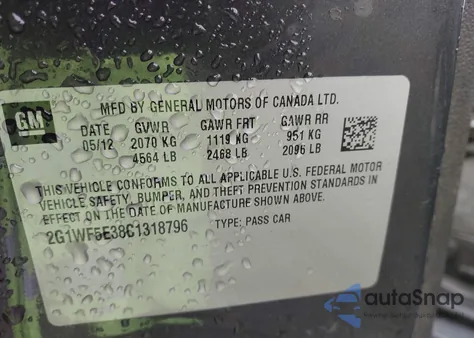 GM
MFD BY GENERAL MOTORS OF CANADA LTD.
DATE GVWR GAWR FRT GAWR RR
05/12 2070 KG 1119 KG 951 KG
4564 LB 2468 LB 2096 LB
THIS VEHICLE CONFORMS TO ALL APPLICABLE U.S. FEDERAL MOTOR
VEHICLE SAFETY, BUMPER, AND THEFT PREVENTION STANDARDS IN
EFFECT ON THE DATE OF MANUFACTURE SHOWN ABOVE.
2G1WF5E38C1318796 TYPE: PASS CAR
autaSnap